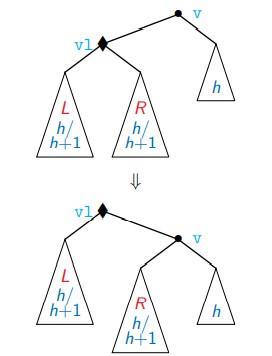 v
vl
L R
h/ h/ h
h+1 h+1
⇓
vl
v
L
h/ R h
h+1 h/
h+1